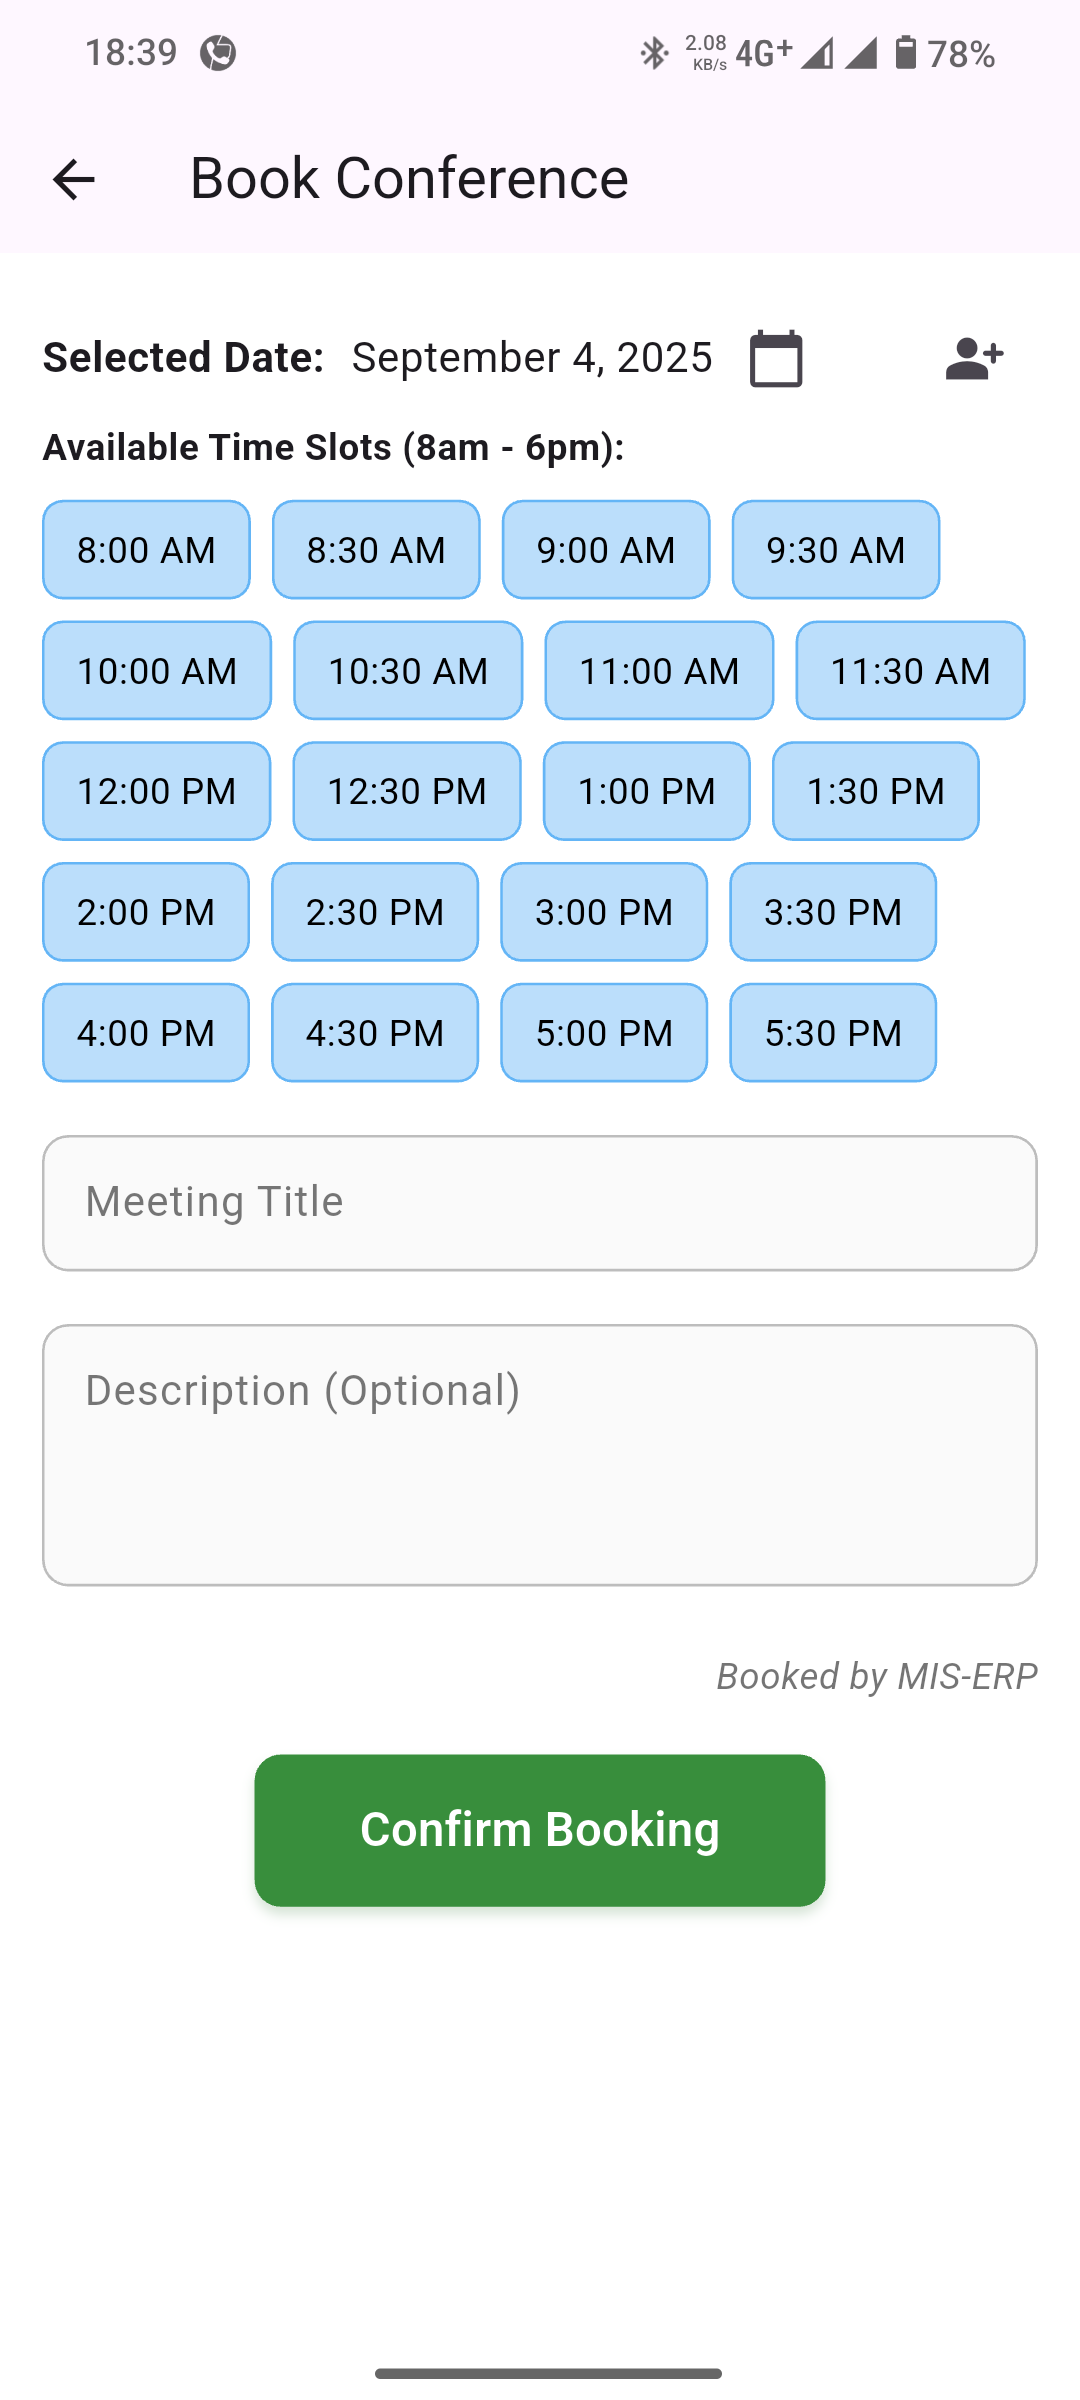 18:39 2.08 KB/s 4G+ 78%
Book Conference
Selected Date: September 4, 2025
Available Time Slots (8am - 6pm):
8:00 AM 8:30 AM 9:00 AM 9:30 AM
10:00 AM 10:30 AM 11:00 AM 11:30 AM
12:00 PM 12:30 PM 1:00 PM 1:30 PM
2:00 PM 2:30 PM 3:00 PM 3:30 PM
4:00 PM 4:30 PM 5:00 PM 5:30 PM
Meeting Title
Description (Optional)
Booked by MIS-ERP
Confirm Booking